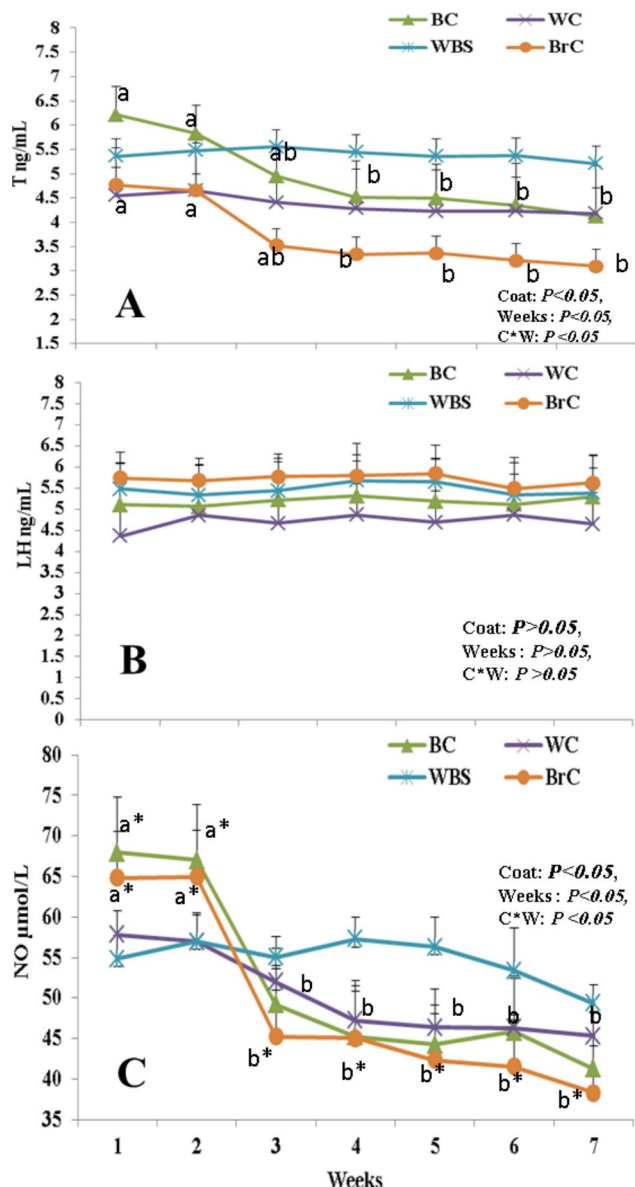 BC WC
WBS BrC
8
7.5
7
6.5
6
5.5
5
4.5
4
3.5
3
2.5
2
1.5
T ng/mL
a
a
ab
b
b
b
b
a
a
ab
b
b
b
b
A
Coat: P<0.05,
Weeks : P<0.05,
C*W: P <0.05
BC WC
WBS BrC
8
7.5
7
6.5
6
5.5
5
4.5
4
3.5
3
2.5
2
1.5
1
0.5
0
LH ng/mL
B
Coat: P>0.05,
Weeks : P>0.05,
C*W: P >0.05
BC WC
WBS BrC
80
75
70
65
60
55
50
45
40
35
NO µmol/L
a*
a*
a*
a*
b
b
b
b
b
b*
b*
b*
b*
b*
C
Coat: P<0.05,
Weeks : P<0.05,
C*W: P <0.05
1 2 3 4 5 6 7
Weeks